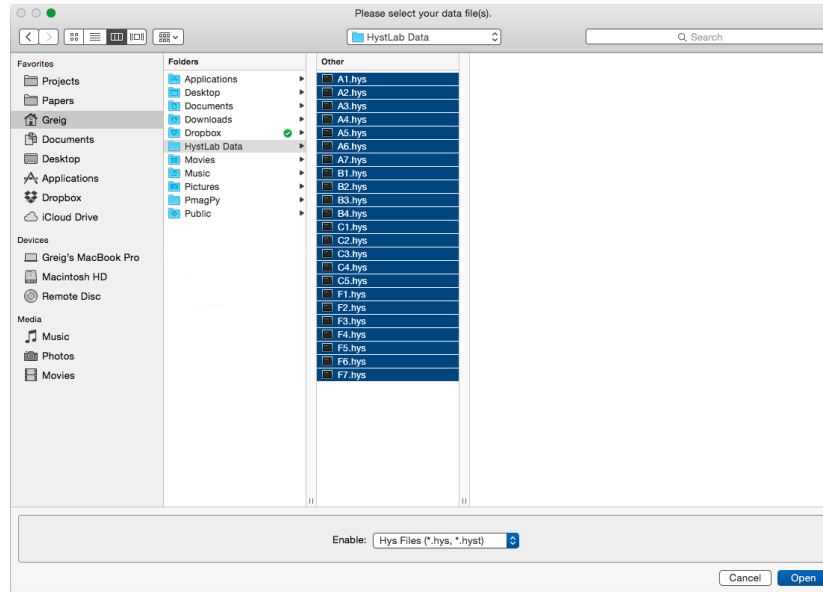 Please select your data file(s).
HystLab Data
Search
Favorites
Projects
Papers
Greig
Documents
Desktop
Applications
Dropbox
iCloud Drive
Devices
Greig's MacBook Pro
Macintosh HD
Remote Disc
Media
Music
Photos
Movies
Folders
Applications
Desktop
Documents
Downloads
Dropbox
HystLab Data
Movies
Music
Pictures
PmagPy
Public
Other
A1.hys
A2.hys
A3.hys
A4.hys
A5.hys
A6.hys
A7.hys
B1.hys
B2.hys
B3.hys
B4.hys
C1.hys
C2.hys
C3.hys
C4.hys
C5.hys
F1.hys
F2.hys
F3.hys
F4.hys
F5.hys
F6.hys
F7.hys
Enable: Hys Files (*.hys, *.hyst)
Cancel
Open